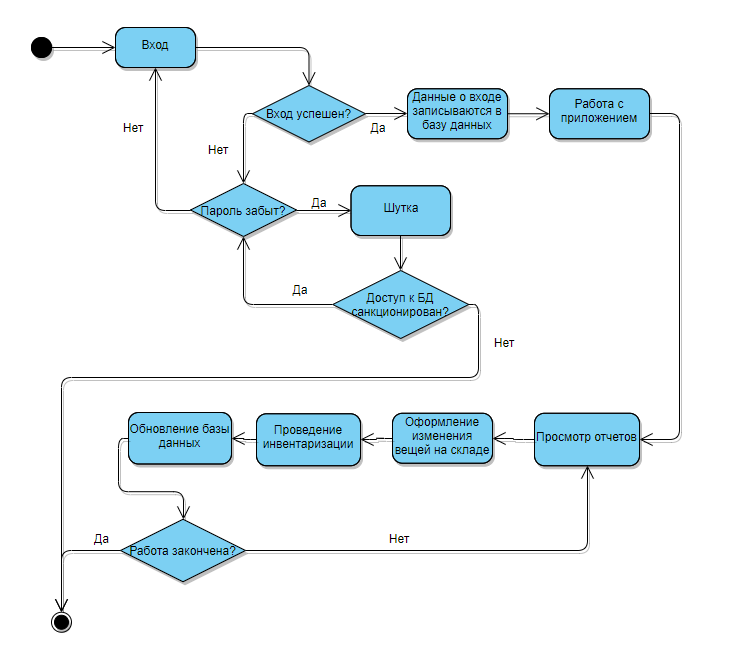 Вход
Вход успешен?
Да
Данные о входе
записываются в
базу данных
Работа с
приложением
Нет
Нет
Пароль забыт?
Да
Шутка
Да
Доступ к БД
санкционирован?
Нет
Обновление базы
данных
Проведение
инвентаризации
Оформление
изменения
вещей на складе
Просмотр отчетов
Да
Работа закончена?
Нет